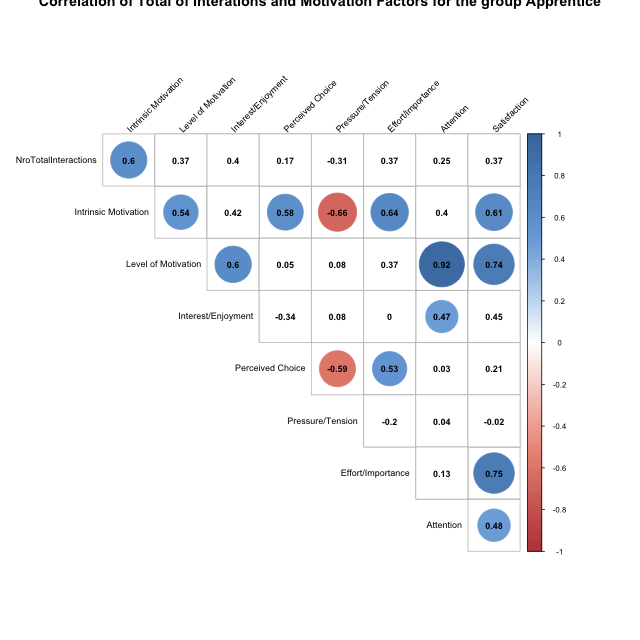 Correlation of Total of Interations and Motivation Factors for the group Apprentice
Intrinsic Motivation
Level of Motivation
Interest/Enjoyment
Perceived Choice
Pressure/Tension
Effort/Importance
Attention
Satisfaction
NroTotalInteractions 0.6 0.37 0.4 0.17 -0.31 0.37 0.25 0.37
Intrinsic Motivation 0.54 0.42 0.58 -0.66 0.64 0.4 0.61
Level of Motivation 0.6 0.05 0.08 0.37 0.92 0.74
Interest/Enjoyment -0.34 0.08 0 0.47 0.45
Perceived Choice -0.59 0.53 0.03 0.21
Pressure/Tension -0.2 0.04 -0.02
Effort/Importance 0.13 0.75
Attention 0.48
1
0.8
0.6
0.4
0.2
0
-0.2
-0.4
-0.6
-0.8
-1